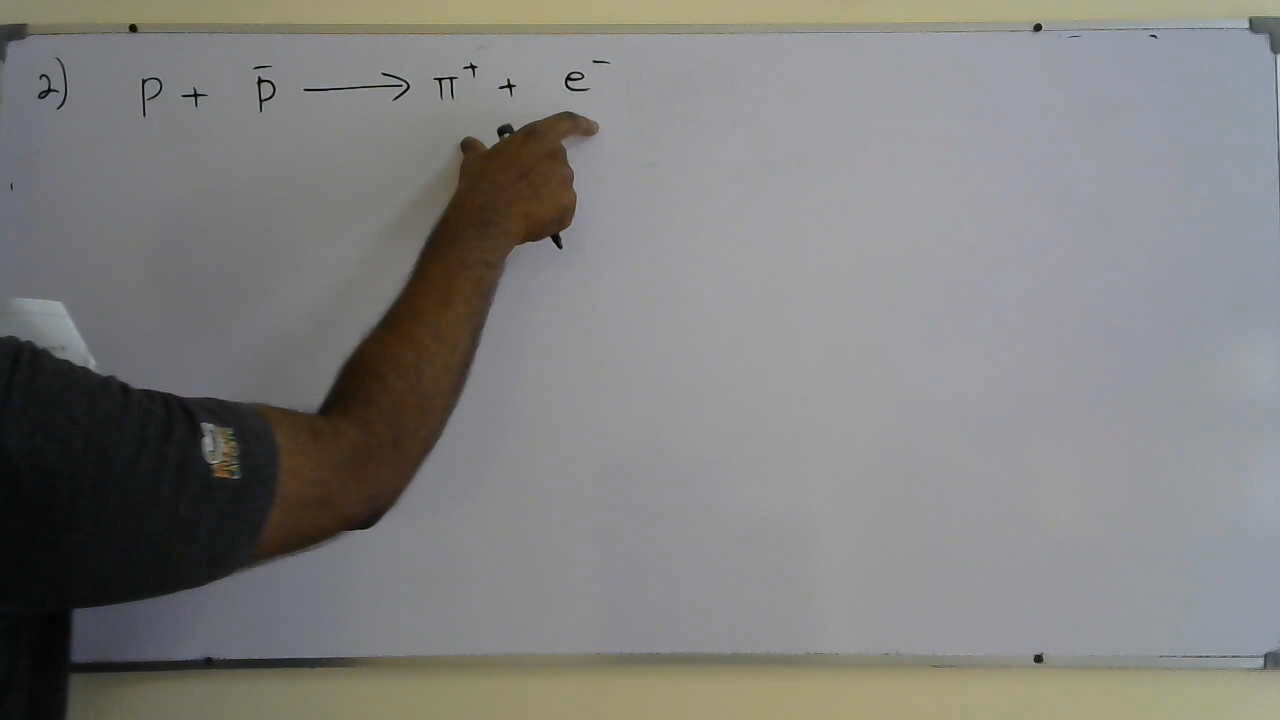 2) p + p̄ ⟶ π⁺ + e⁻